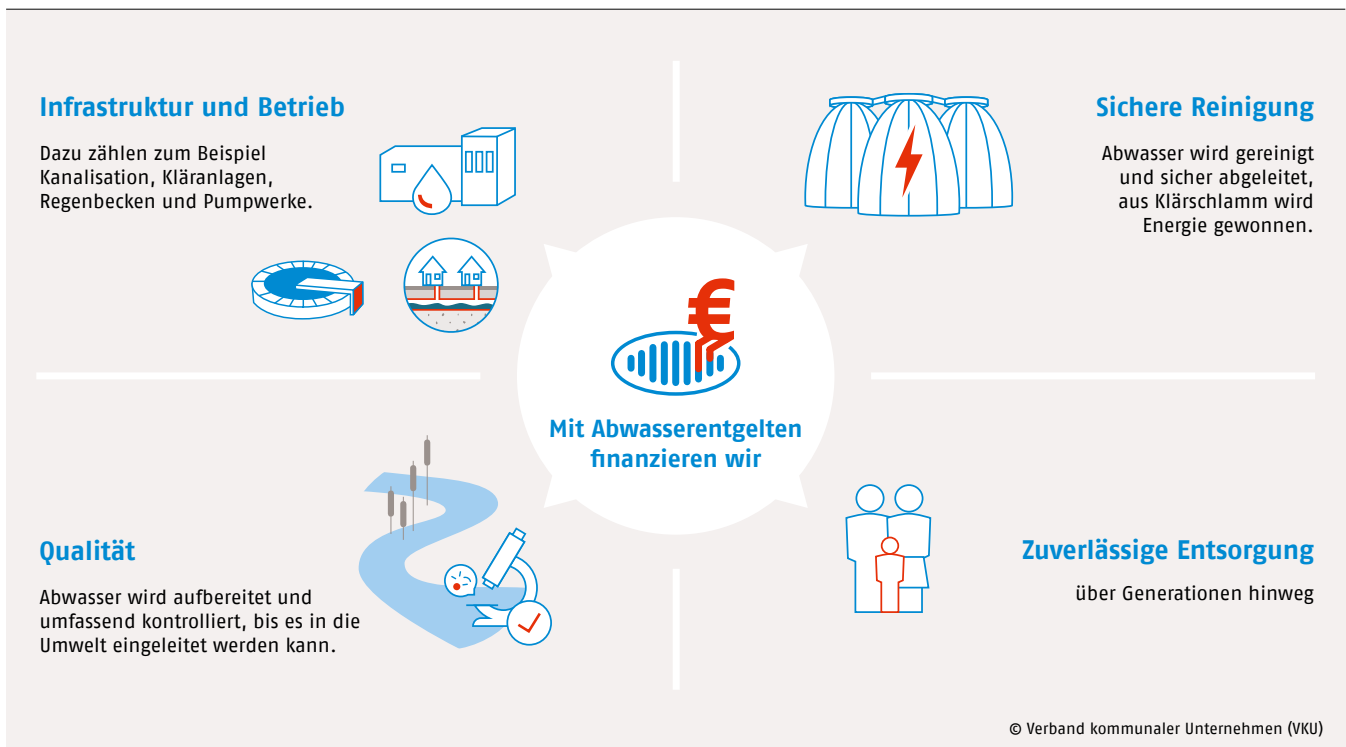 Infrastruktur und Betrieb
Dazu zählen zum Beispiel
Kanalisation, Kläranlagen,
Regenbecken und Pumpwerke.
Sichere Reinigung
Abwasser wird gereinigt
und sicher abgeleitet,
aus Klärschlamm wird
Energie gewonnen.
€
Mit Abwasserentgelten
finanzieren wir
Qualität
Abwasser wird aufbereitet und
umfassend kontrolliert, bis es in die
Umwelt eingeleitet werden kann.
Zuverlässige Entsorgung
über Generationen hinweg
© Verband kommunaler Unternehmen (VKU)